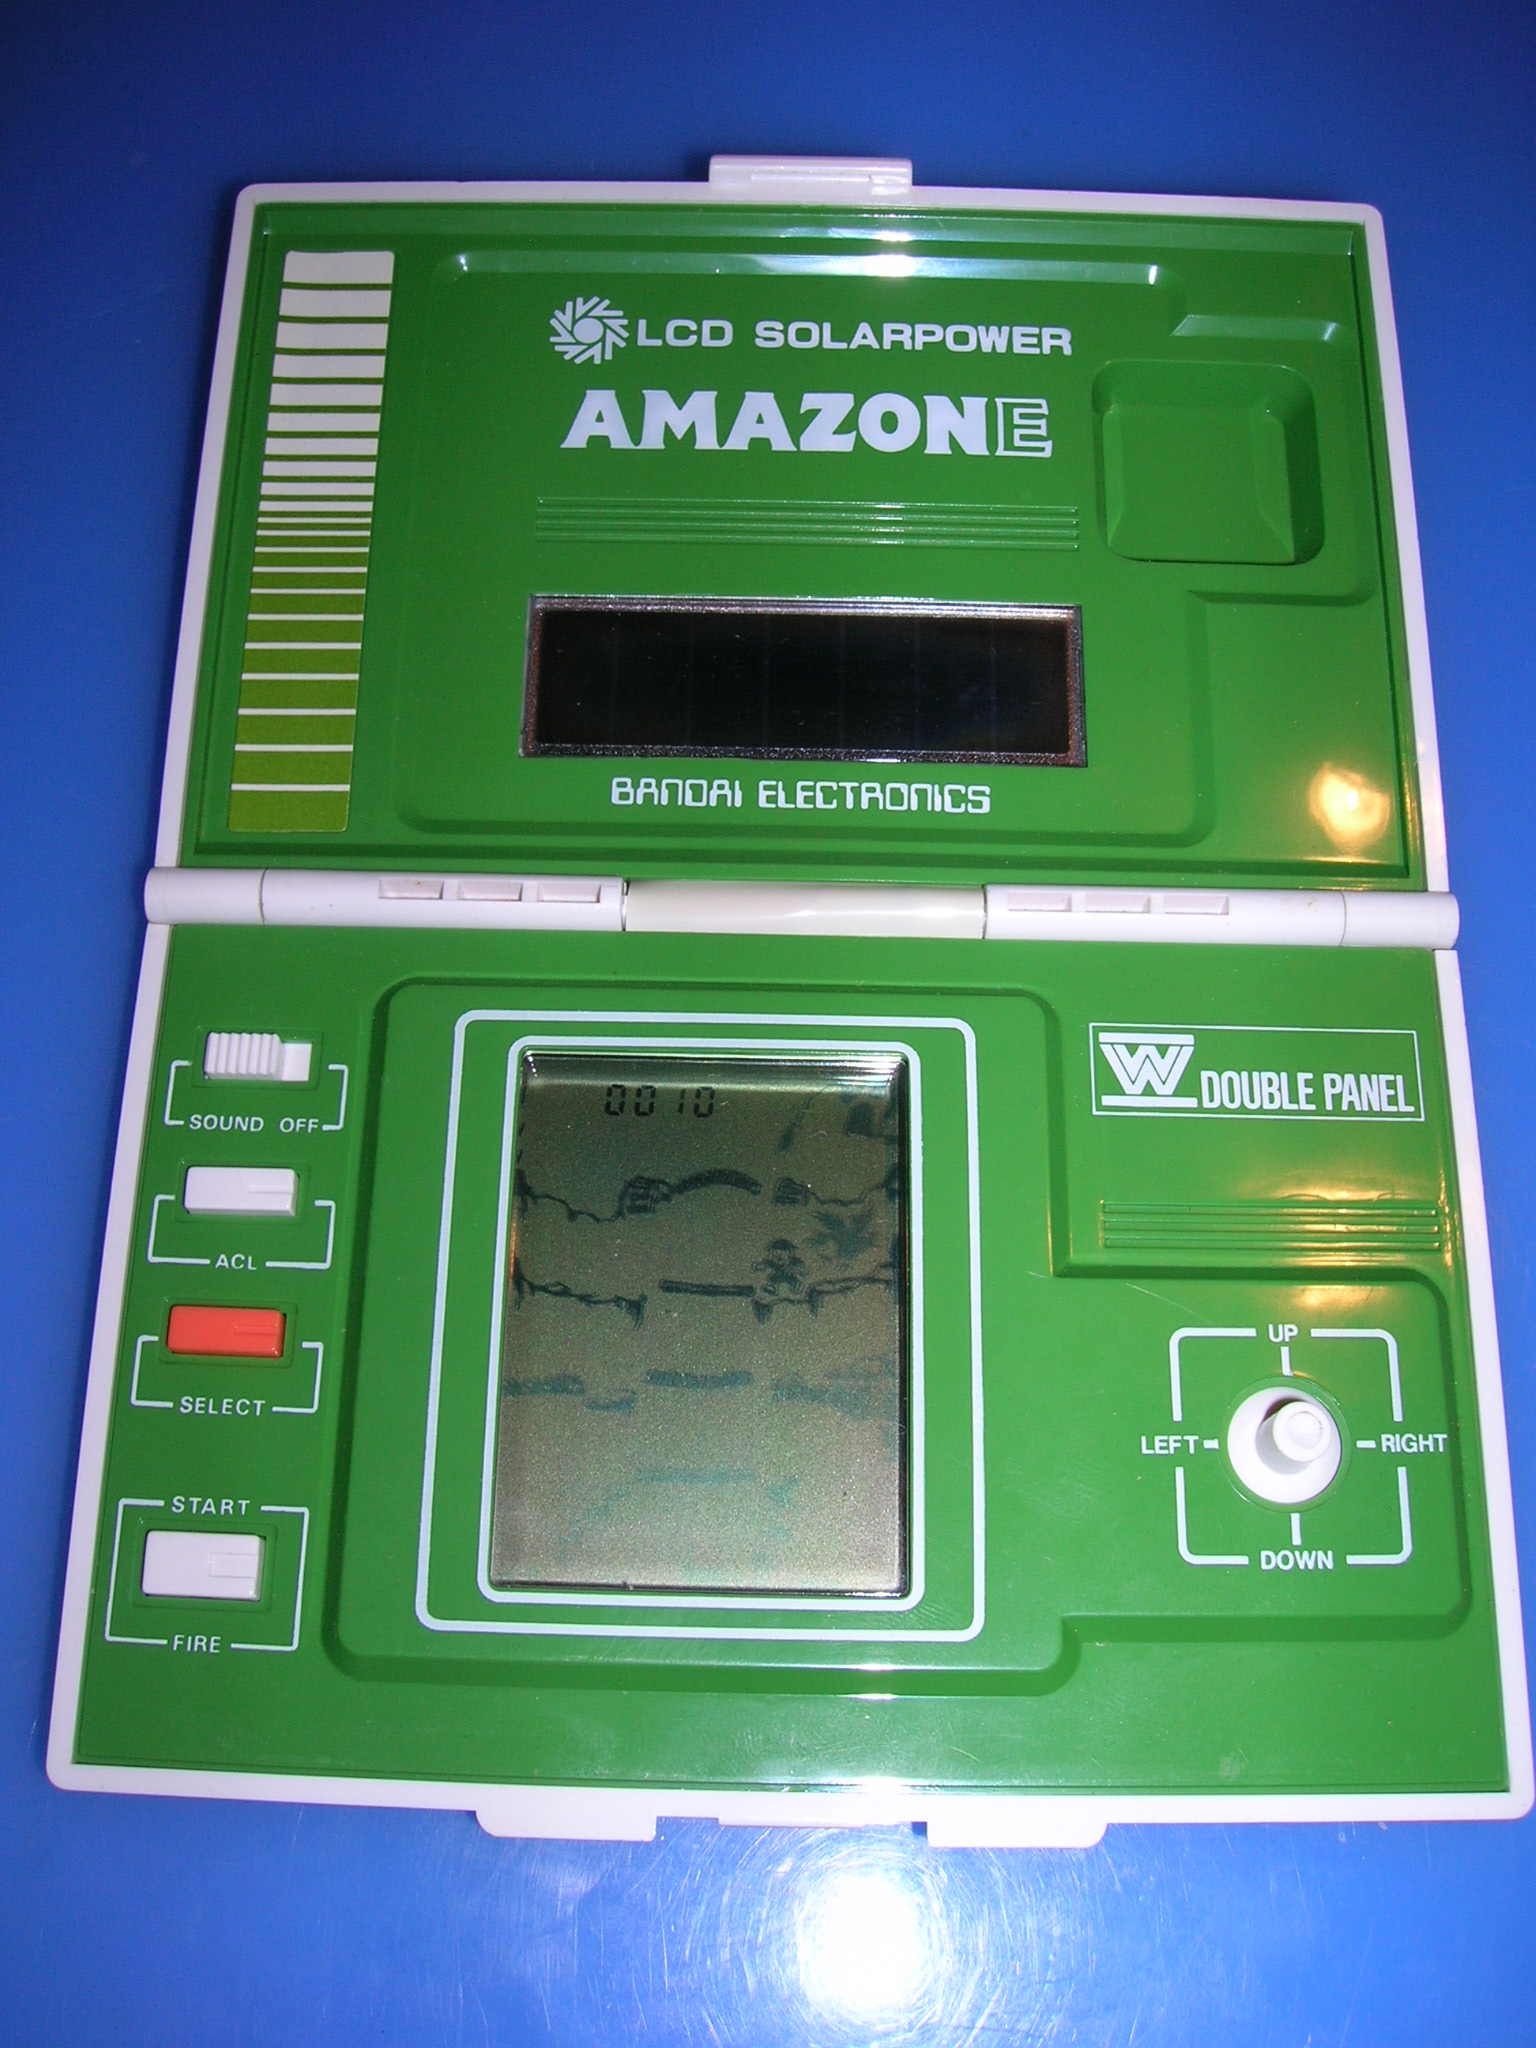 LCD SOLARPOWER
AMAZONE
BANDAI ELECTRONICS
SOUND OFF
ACL
SELECT
START
FIRE
0010
W DOUBLE PANEL
UP
LEFT RIGHT
DOWN